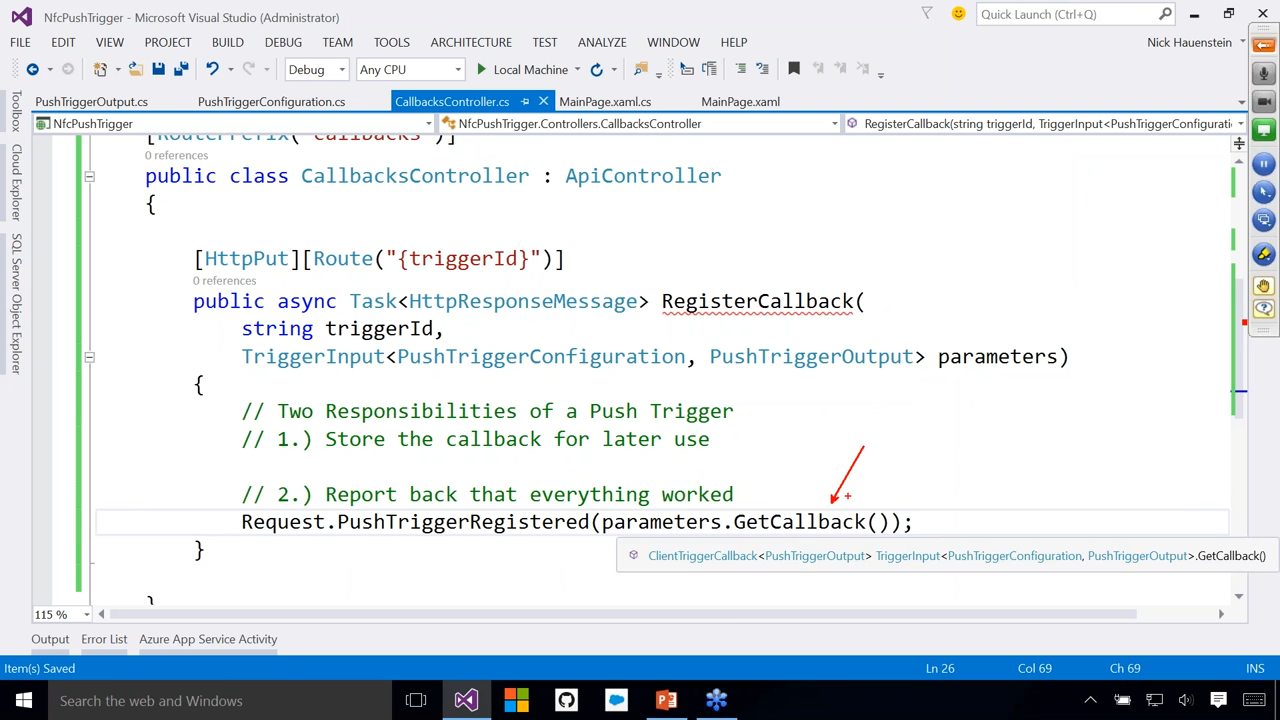 NfcPushTrigger - Microsoft Visual Studio (Administrator)
Quick Launch (Ctrl+Q)
FILE EDIT VIEW PROJECT BUILD DEBUG TEAM TOOLS ARCHITECTURE TEST ANALYZE WINDOW HELP
Nick Hauenstein
Debug Any CPU Local Machine
PushTriggerOutput.cs PushTriggerConfiguration.cs CallbacksController.cs MainPage.xaml.cs MainPage.xaml
NfcPushTrigger NfcPushTrigger.Controllers.CallbacksController RegisterCallback(string triggerId, TriggerInput<PushTriggerConfigurati
Toolbox
Cloud Explorer
SQL Server Object Explorer
[RoutePrefix("callbacks")]
0 references
public class CallbacksController : ApiController
{
[HttpPut][Route("{triggerId}")]
0 references
public async Task<HttpResponseMessage> RegisterCallback(
string triggerId,
TriggerInput<PushTriggerConfiguration, PushTriggerOutput> parameters)
{
// Two Responsibilities of a Push Trigger
// 1.) Store the callback for later use
// 2.) Report back that everything worked
Request.PushTriggerRegistered(parameters.GetCallback());
}
ClientTriggerCallback<PushTriggerOutput> TriggerInput<PushTriggerConfiguration, PushTriggerOutput>.GetCallback()
}
115 %
Output Error List Azure App Service Activity
Item(s) Saved Ln 26 Col 69 Ch 69 INS
Search the web and Windows